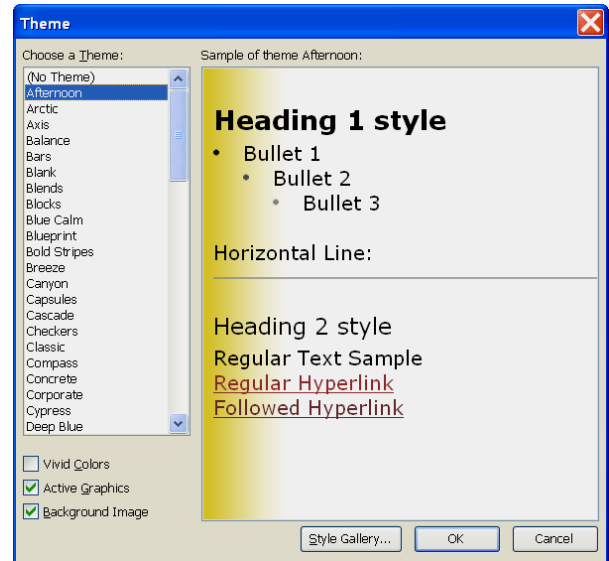 Theme
Choose a Theme:
(No Theme)
Afternoon
Arctic
Axis
Balance
Bars
Blank
Blends
Blocks
Blue Calm
Blueprint
Bold Stripes
Breeze
Canyon
Capsules
Cascade
Checkers
Classic
Compass
Concrete
Corporate
Cypress
Deep Blue
Vivid Colors
Active Graphics
Background Image
Sample of theme Afternoon:
Heading 1 style
• Bullet 1
• Bullet 2
• Bullet 3
Horizontal Line:
Heading 2 style
Regular Text Sample
Regular Hyperlink
Followed Hyperlink
Style Gallery...
OK
Cancel